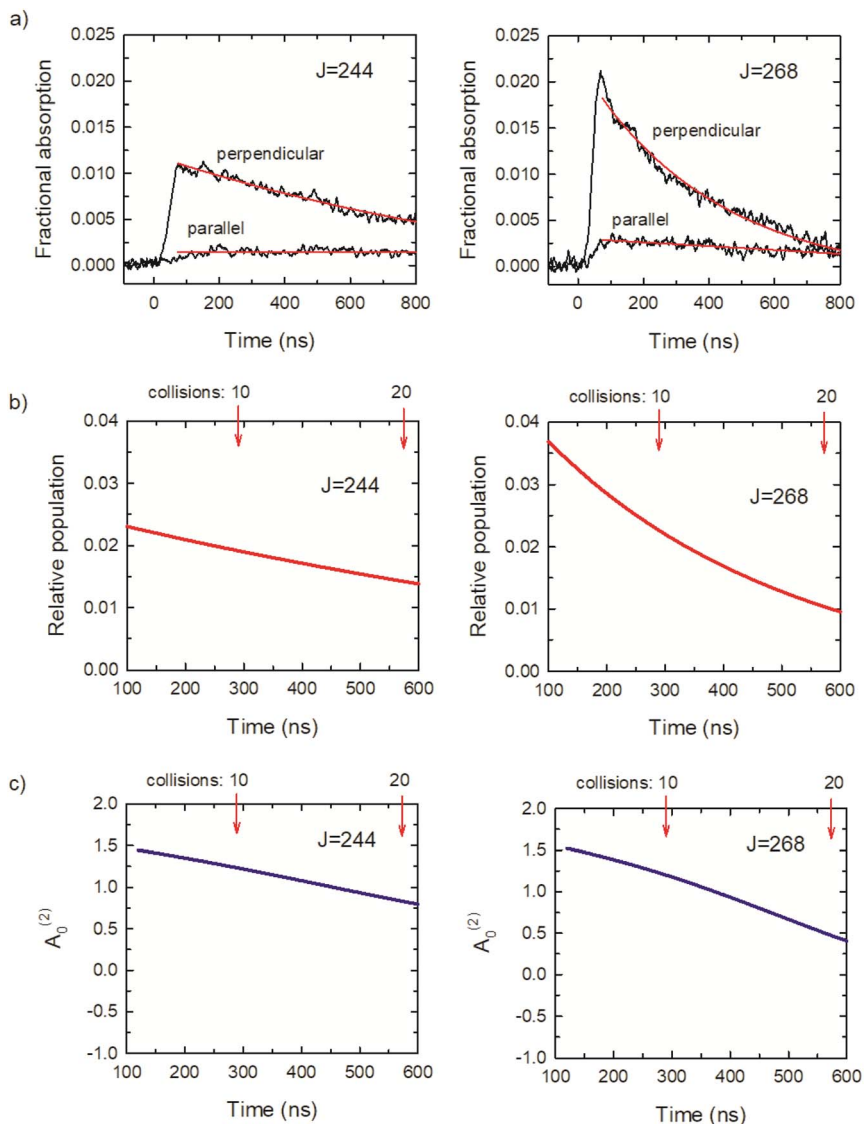 a)
J=244
perpendicular
parallel
Fractional absorption
0.025
0.020
0.015
0.010
0.005
0.000
0 200 400 600 800
Time (ns)
J=268
perpendicular
parallel
Fractional absorption
0.025
0.020
0.015
0.010
0.005
0.000
0 200 400 600 800
Time (ns)
b)
collisions: 10 20
J=244
Relative population
0.04
0.03
0.02
0.01
0.00
100 200 300 400 500 600
Time (ns)
collisions: 10 20
J=268
Relative population
0.04
0.03
0.02
0.01
0.00
100 200 300 400 500 600
Time (ns)
c)
collisions: 10 20
J=244
A₀⁽²⁾
2.0
1.5
1.0
0.5
0.0
-0.5
-1.0
100 200 300 400 500 600
Time (ns)
collisions: 10 20
J=268
A₀⁽²⁾
2.0
1.5
1.0
0.5
0.0
-0.5
-1.0
100 200 300 400 500 600
Time (ns)